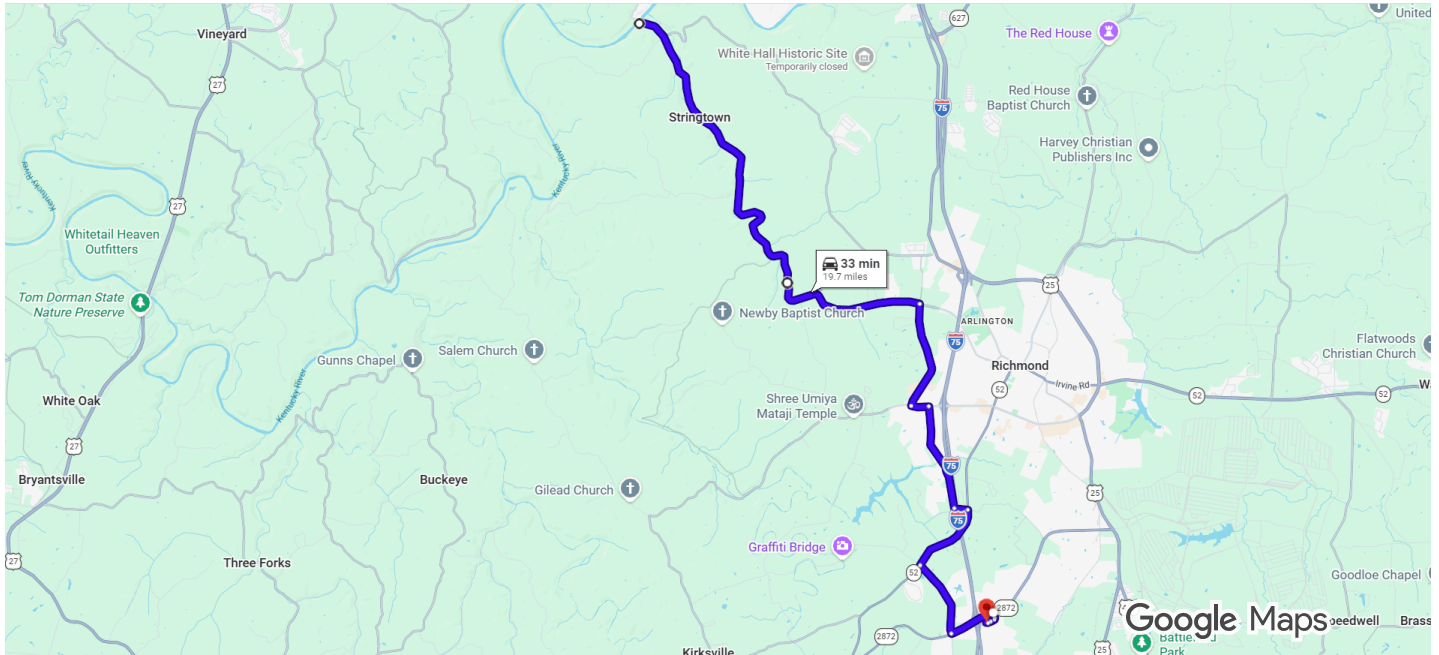 United
627
Vineyard
The Red House
White Hall Historic Site
Temporarily closed
27
Red House
Baptist Church
75
Stringtown
Harvey Christian
Publishers Inc
Kentucky River
Kentucky River
27
Whitetail Heaven
Outfitters
33 min
19.7 miles
25
Tom Dorman State
Nature Preserve
Newby Baptist Church
ARLINGTON
75
Flatwoods
Christian Church
Gunns Chapel
Salem Church
Richmond
52
Irvine Rd
Kentucky River
White Oak
Shree Umiya
Mataji Temple
52
52
27
75
Bryantsville
Buckeye
Gilead Church
25
75
Graffiti Bridge
27
Three Forks
52
Goodloe Chapel
2872
Google Maps
2872
Kirksville
25
Park